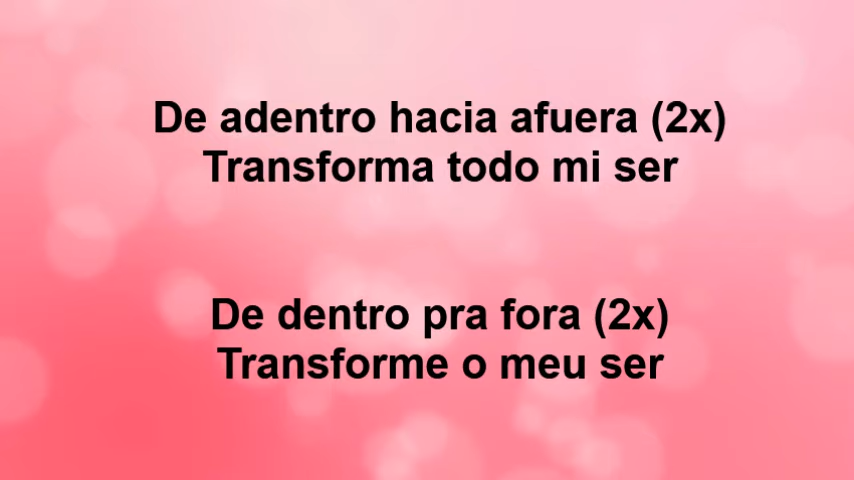 De adentro hacia afuera (2x)
Transforma todo mi ser
De dentro pra fora (2x)
Transforme o meu ser